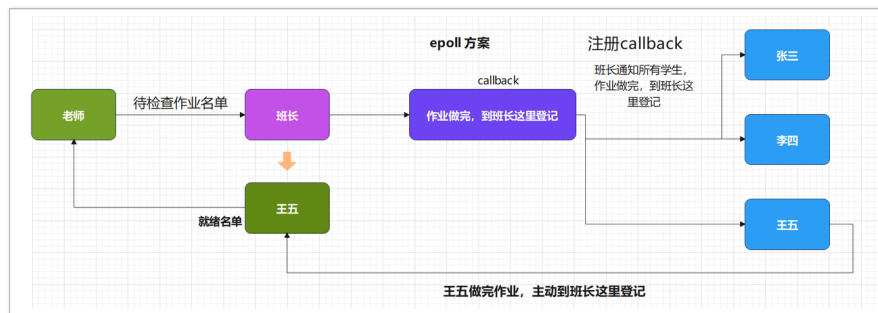 epoll 方案
注册callback
张三
班长通知所有学生，
作业做完，到班长这
里登记
callback
待检查作业名单
老师
班长
作业做完，到班长这里登记
李四
王五
就绪名单
王五
王五做完作业，主动到班长这里登记